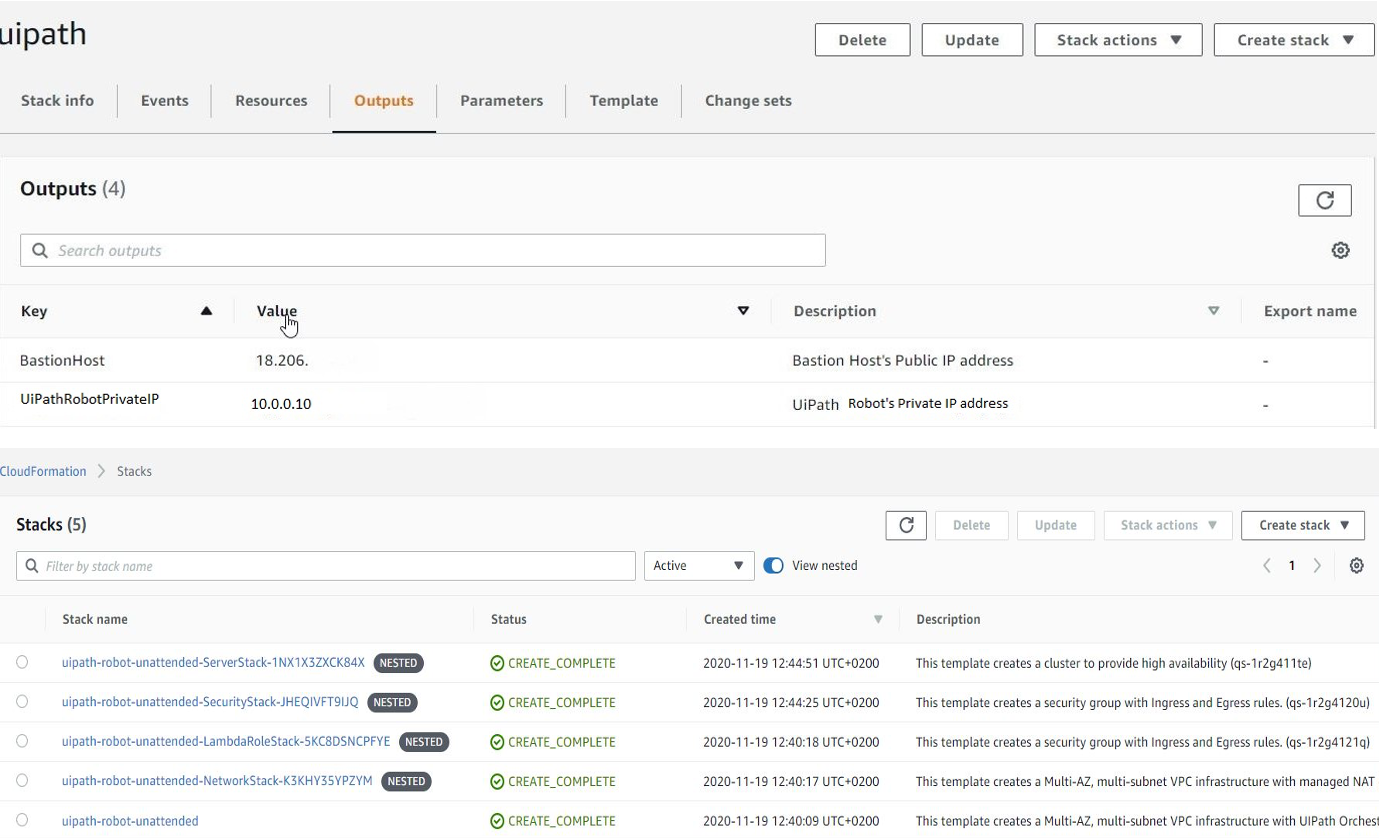 uipath
Delete Update Stack actions Create stack
Stack info Events Resources Outputs Parameters Template Change sets
Outputs (4)
Search outputs
Key Value Description Export name
BastionHost 18.206. Bastion Host's Public IP address -
UiPathRobotPrivateIP 10.0.0.10 UiPath Robot's Private IP address -
CloudFormation Stacks
Stacks (5) Delete Update Stack actions Create stack
Filter by stack name Active View nested 1
Stack name Status Created time Description
uipath-robot-unattended-ServerStack-1NX1X3ZXCK84X NESTED CREATE_COMPLETE 2020-11-19 12:44:51 UTC+0200 This template creates a cluster to provide high availability (qs-1r2g411te)
uipath-robot-unattended-SecurityStack-JHEQIVFT9IJQ NESTED CREATE_COMPLETE 2020-11-19 12:44:25 UTC+0200 This template creates a security group with Ingress and Egress rules. (qs-1r2g4120u)
uipath-robot-unattended-LambdaRoleStack-5KC8DSNCPFYE NESTED CREATE_COMPLETE 2020-11-19 12:40:18 UTC+0200 This template creates a security group with Ingress and Egress rules. (qs-1r2g4121q)
uipath-robot-unattended-NetworkStack-K3KHY35YPZYM NESTED CREATE_COMPLETE 2020-11-19 12:40:17 UTC+0200 This template creates a Multi-AZ, multi-subnet VPC infrastructure with managed NAT
uipath-robot-unattended CREATE_COMPLETE 2020-11-19 12:40:09 UTC+0200 This template creates a Multi-AZ, multi-subnet VPC infrastructure with UIPath Orchest